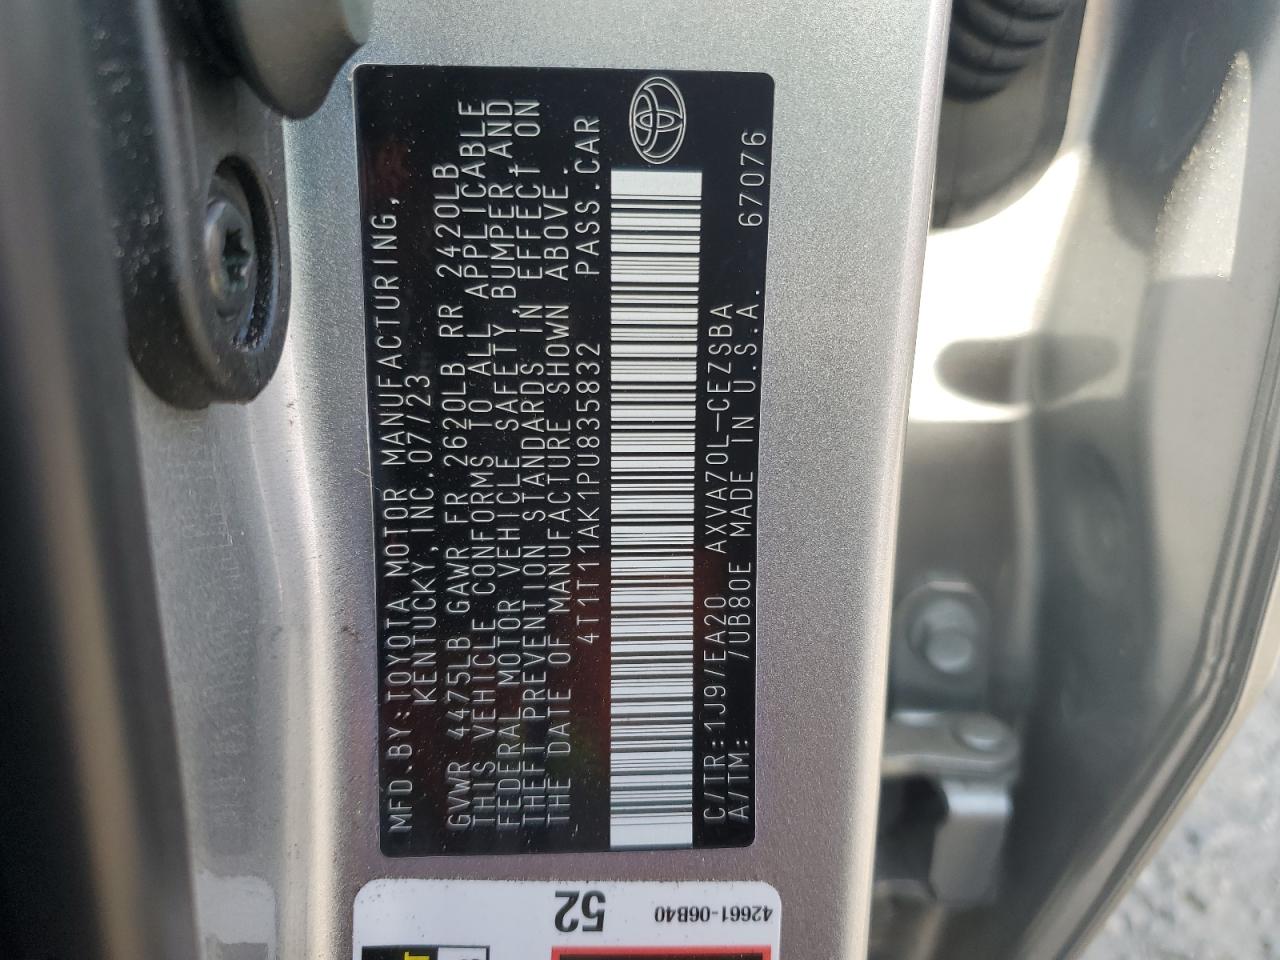 MFD.BY:TOYOTA MOTOR MANUFACTURING,
KENTUCKY,INC.07/23
GVWR 4475LB GAWR FR 2620LB RR 2420LB
THIS VEHICLE CONFORMS TO ALL APPLICABLE
FEDERAL MOTOR VEHICLE SAFETY,BUMPER,AND
THEFT PREVENTION STANDARDS IN EFFECT ON
THE DATE OF MANUFACTURE SHOWN ABOVE.
4T1T11AK1PU835832 PASS.CAR
C/TR:1J9/EA20 AXVA70L-CEZSBA 67076
A/TM: /UB80E MADE IN U.S.A.
42661-06B40
52